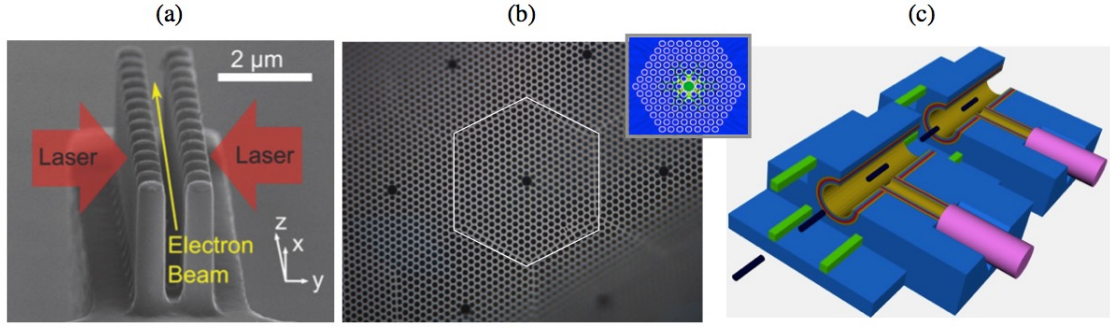 (a)
(b)
(c)
2 μm
Laser
Laser
Electron
Beam
z
x
y